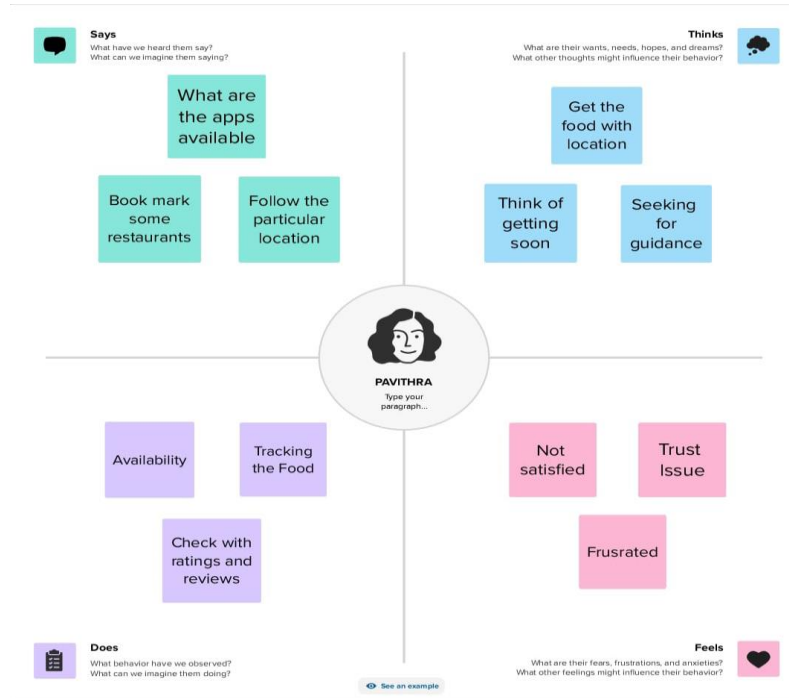 Says
What have we heard them say?
What can we imagine them saying?
What are
the apps
available
Book mark
some
restaurants
Follow the
particular
location
Thinks
What are their wants, needs, hopes, and dreams?
What other thoughts might influence their behavior?
Get the
food with
location
Think of
getting
soon
Seeking
for
guidance
PAVITHRA
Type your
paragraph...
Availability
Tracking
the Food
Check with
ratings and
reviews
Does
What behavior have we observed?
What can we imagine them doing?
Not
satisfied
Trust
Issue
Frusrated
Feels
What are their fears, frustrations, and anxieties?
What other feelings might influence their behavior?
See an example